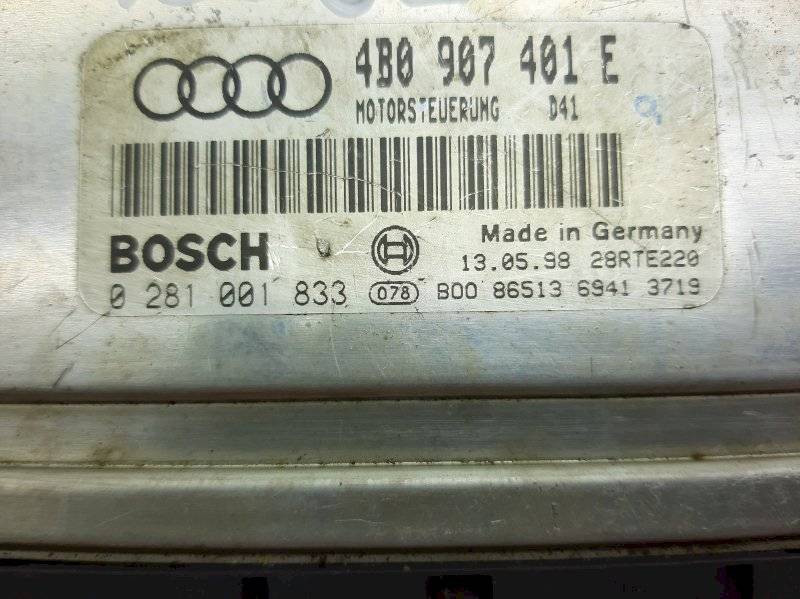 4B0 907 401 E
MOTORSTEUERUNG D41
BOSCH
Made in Germany
13.05.98 28RTE220
0 281 001 833 078 B00 86513 6941 3719